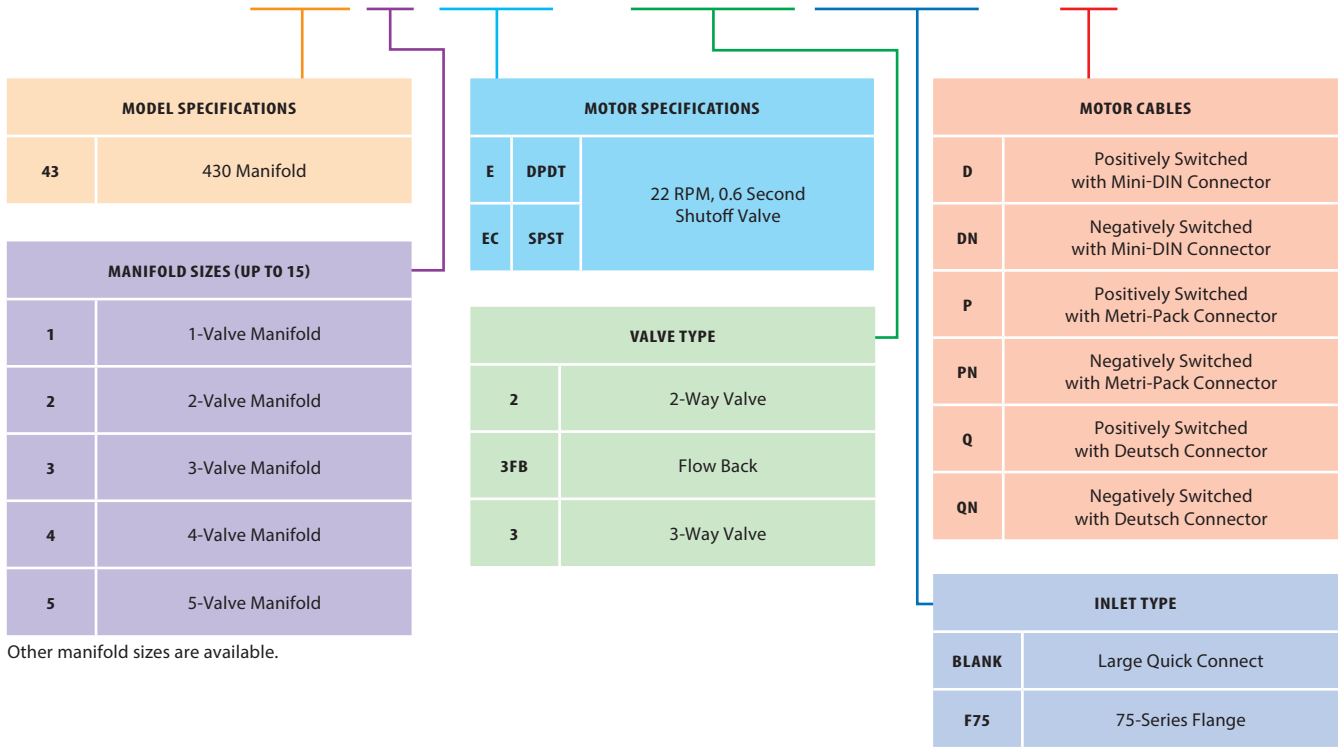 MODEL SPECIFICATIONS
43 430 Manifold
MANIFOLD SIZES (UP TO 15)
1 1-Valve Manifold
2 2-Valve Manifold
3 3-Valve Manifold
4 4-Valve Manifold
5 5-Valve Manifold
Other manifold sizes are available.
MOTOR SPECIFICATIONS
E DPDT
EC SPST
22 RPM, 0.6 Second
Shutoff Valve
VALVE TYPE
2 2-Way Valve
3FB Flow Back
3 3-Way Valve
MOTOR CABLES
D Positively Switched
with Mini-DIN Connector
DN Negatively Switched
with Mini-DIN Connector
P Positively Switched
with Metri-Pack Connector
PN Negatively Switched
with Metri-Pack Connector
Q Positively Switched
with Deutsch Connector
QN Negatively Switched
with Deutsch Connector
INLET TYPE
BLANK Large Quick Connect
F75 75-Series Flange